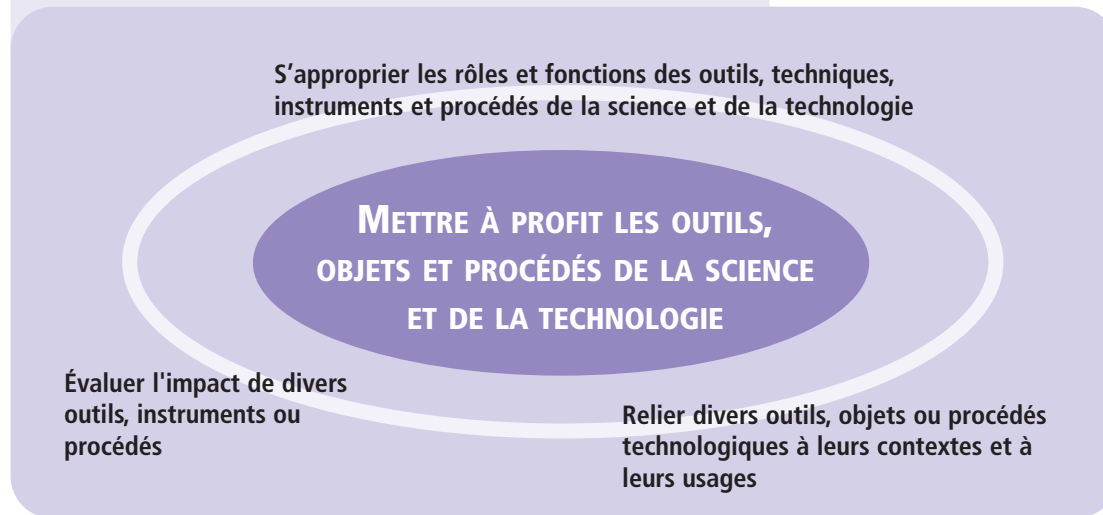 S’approprier les rôles et fonctions des outils, techniques,
instruments et procédés de la science et de la technologie
METTRE À PROFIT LES OUTILS,
OBJETS ET PROCÉDÉS DE LA SCIENCE
ET DE LA TECHNOLOGIE
Évaluer l'impact de divers
outils, instruments ou
procédés
Relier divers outils, objets ou procédés
technologiques à leurs contextes et à
leurs usages